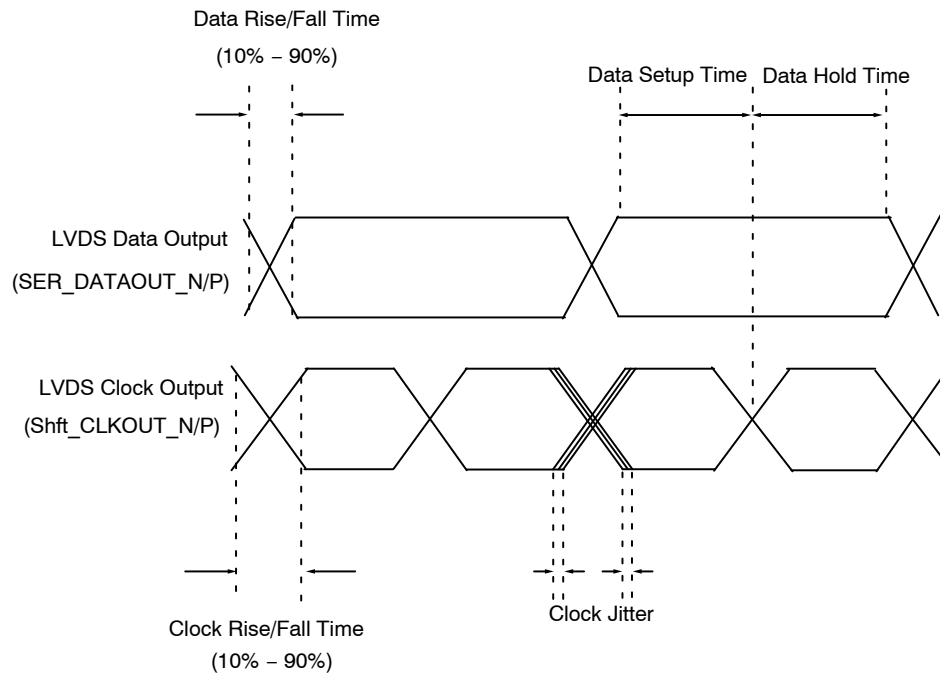 Data Rise/Fall Time
(10% – 90%)
Data Setup Time
Data Hold Time
LVDS Data Output
(SER_DATAOUT_N/P)
LVDS Clock Output
(Shft_CLKOUT_N/P)
Clock Jitter
Clock Rise/Fall Time
(10% – 90%)